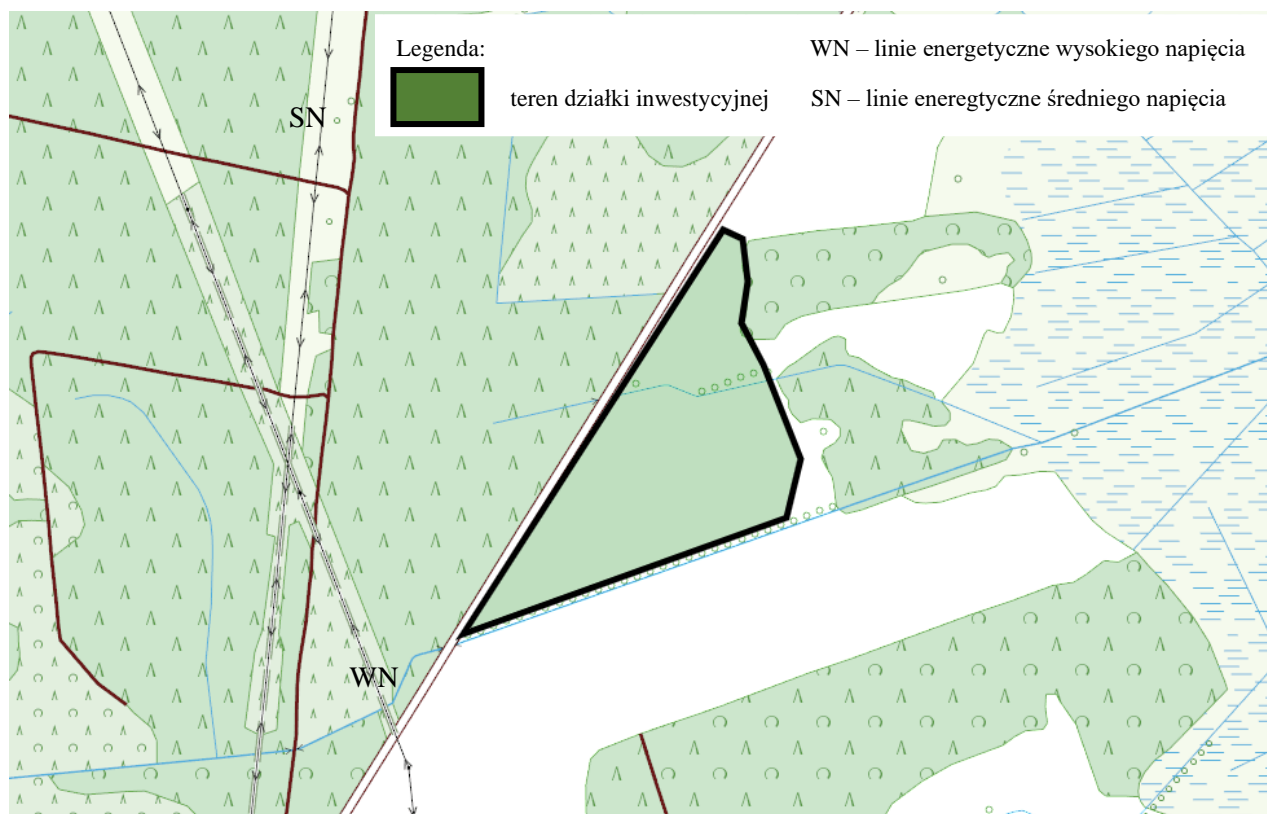 Legenda:
teren działki inwestycyjnej
WN – linie energetyczne wysokiego napięcia
SN – linie eneregtyczne średniego napięcia
SN
WN